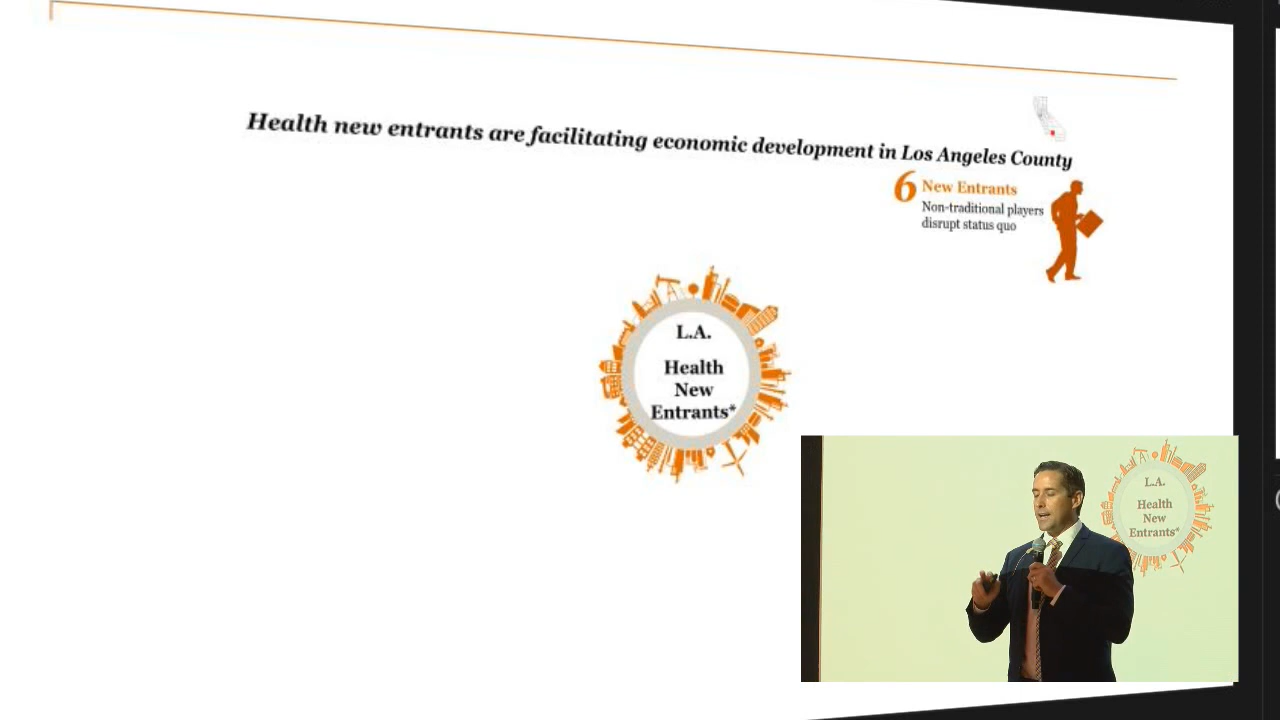 Health new entrants are facilitating economic development in Los Angeles County
6 New Entrants
Non-traditional players
disrupt status quo
L.A.
Health
New
Entrants*
L.A.
Health
New
Entrants*